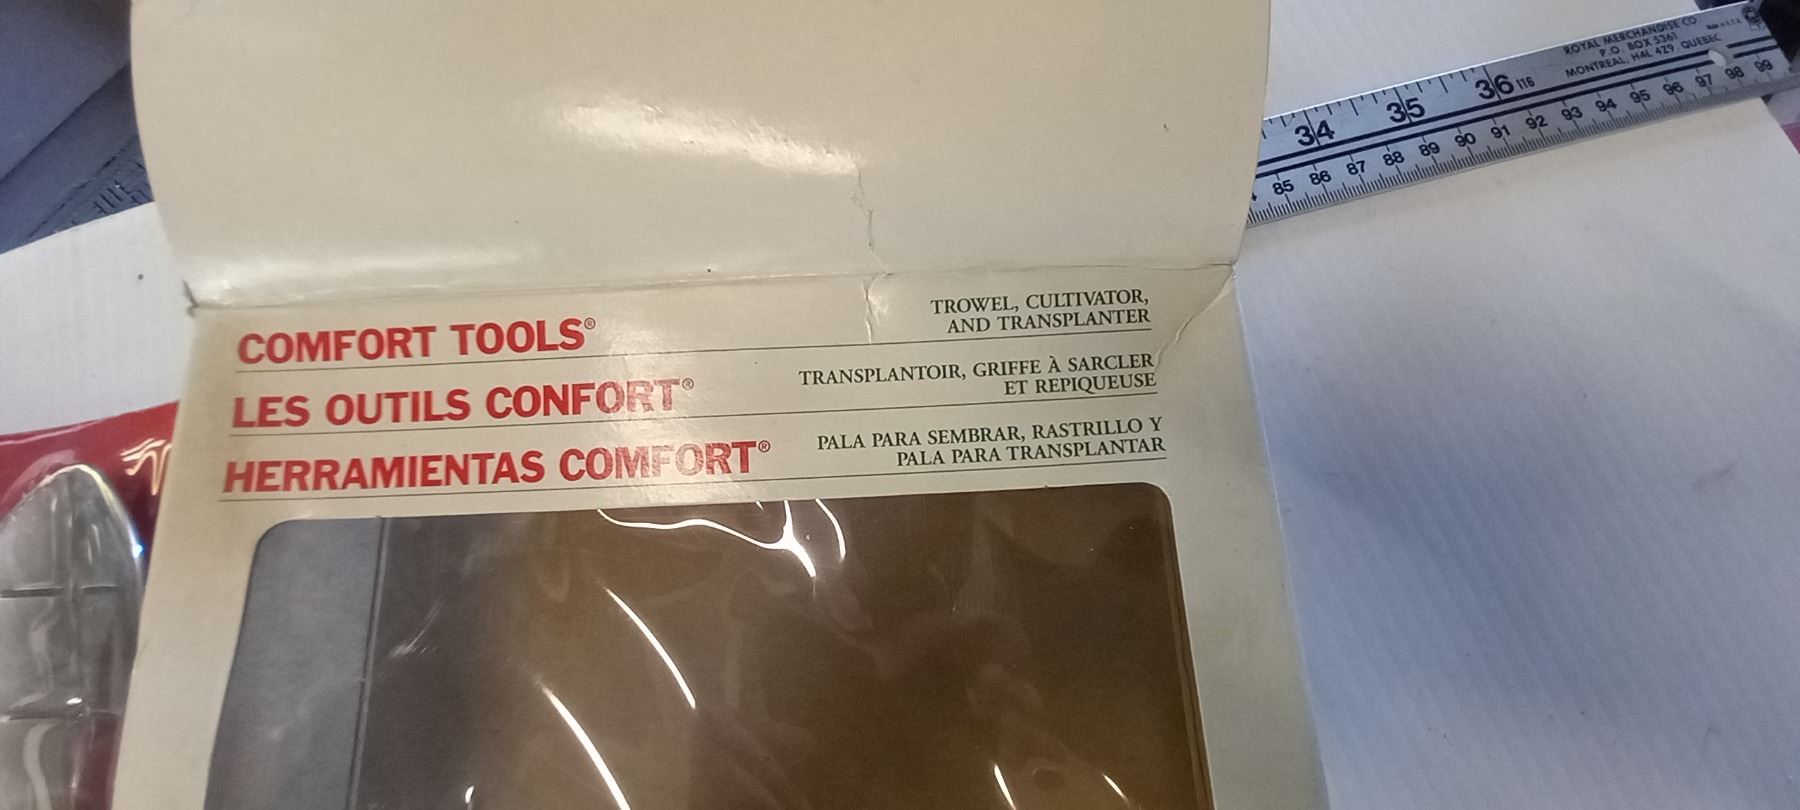 COMFORT TOOLS®
TROWEL, CULTIVATOR,
AND TRANSPLANTER
LES OUTILS CONFORT®
TRANSPLANTOIR, GRIFFE À SARCLER
ET REPIQUEUSE
HERRAMIENTAS COMFORT®
PALA PARA SEMBRAR, RASTRILLO Y
PALA PARA TRANSPLANTAR
ROYAL MERCHANDISE CO
P.O. BOX 5361
MONTREAL, H4L 4Z9, QUEBEC
34 35 36 116
85 86 87 88 89 90 91 92 93 94 95 96 97 98 99